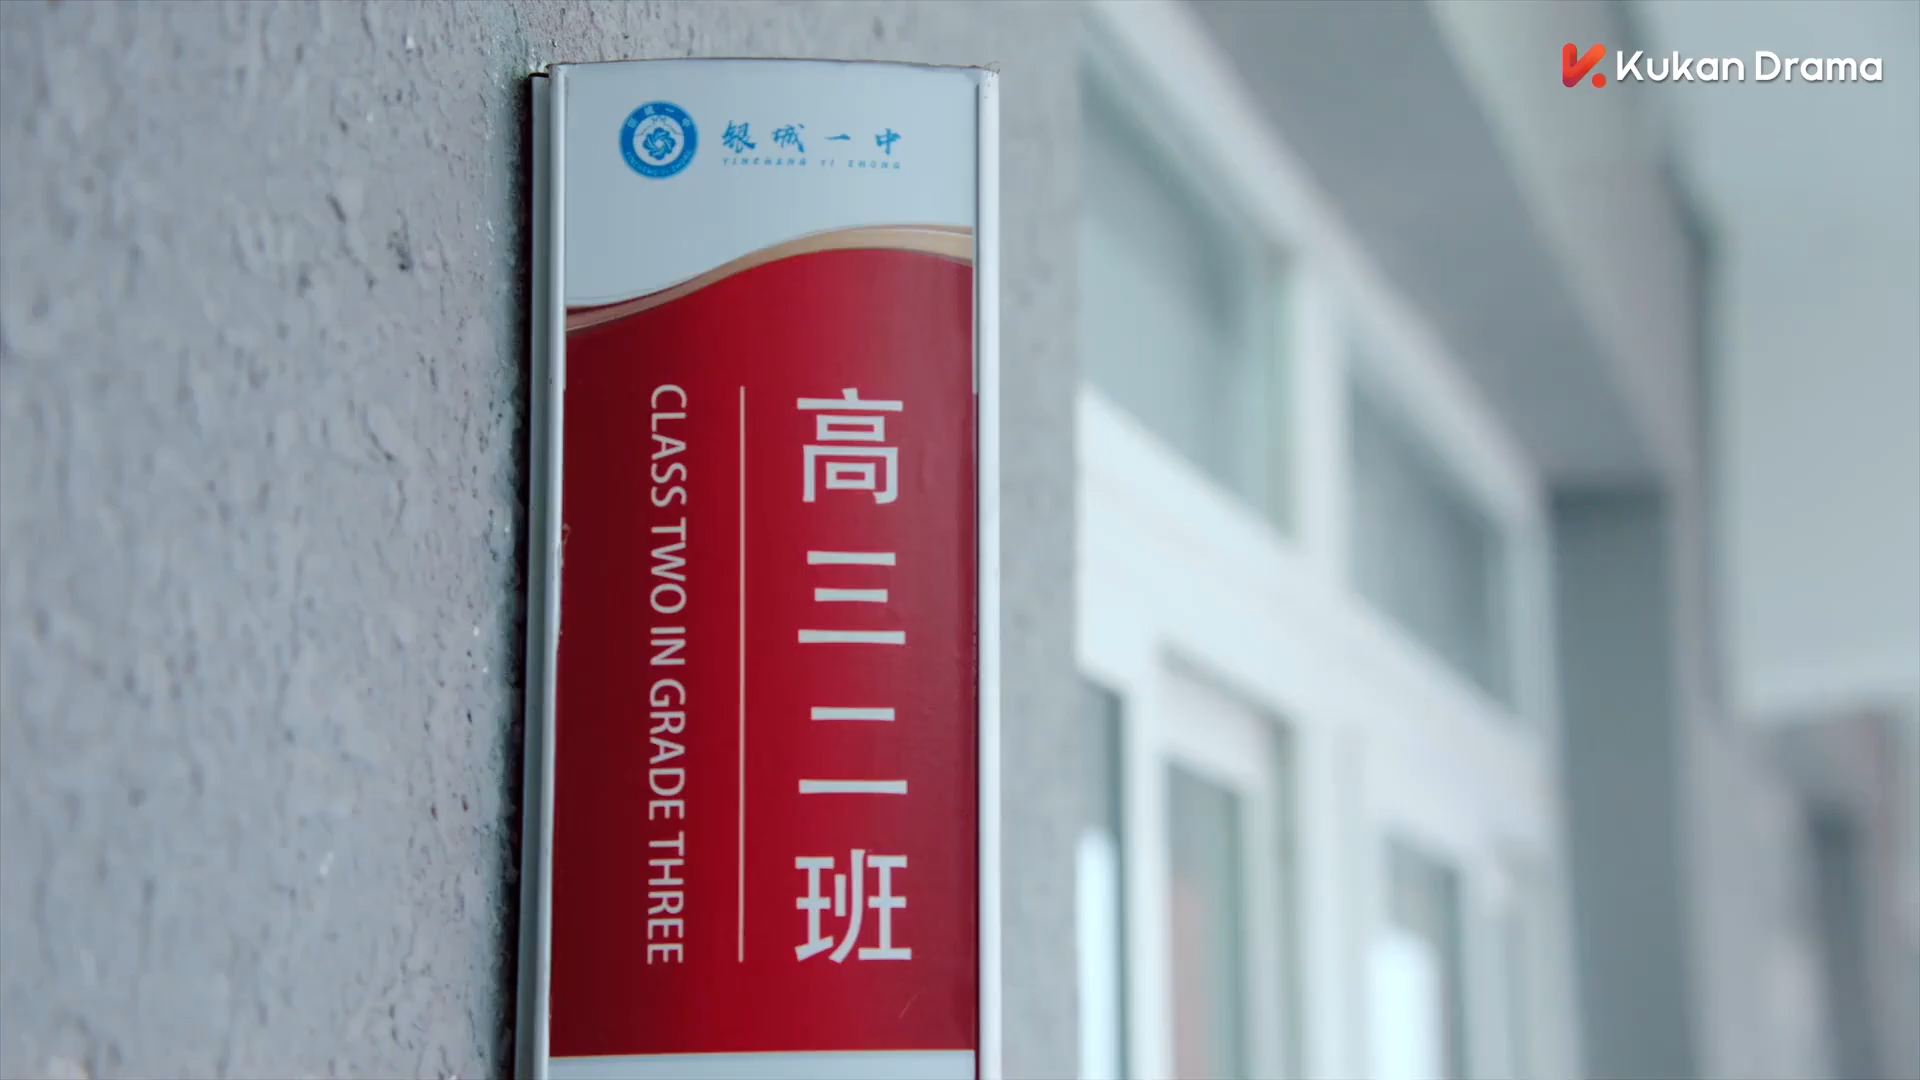 Kukan Drama
银城一中
YINCHENG YI ZHONG
高三二班
CLASS TWO IN GRADE THREE